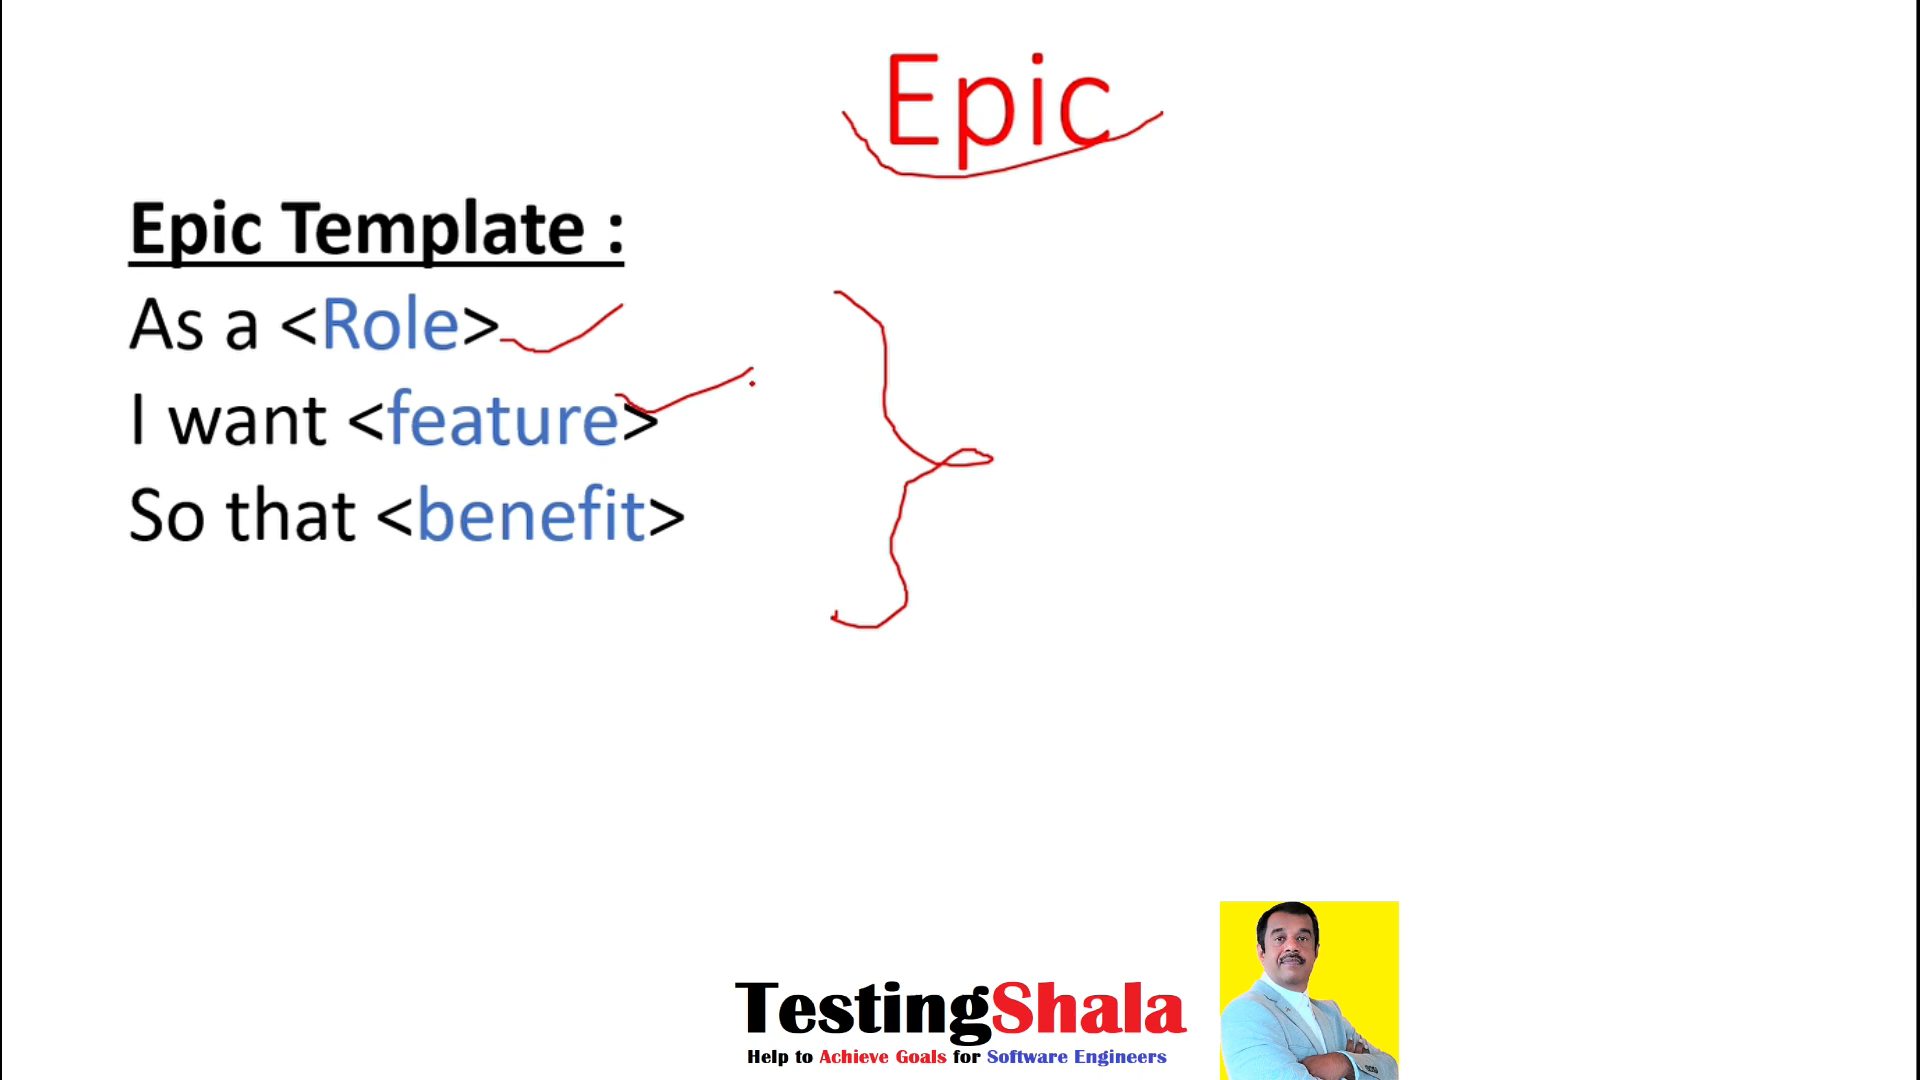 Epic
Epic Template :
As a <Role>
I want <feature>
So that <benefit>
TestingShala
Help to Achieve Goals for Software Engineers